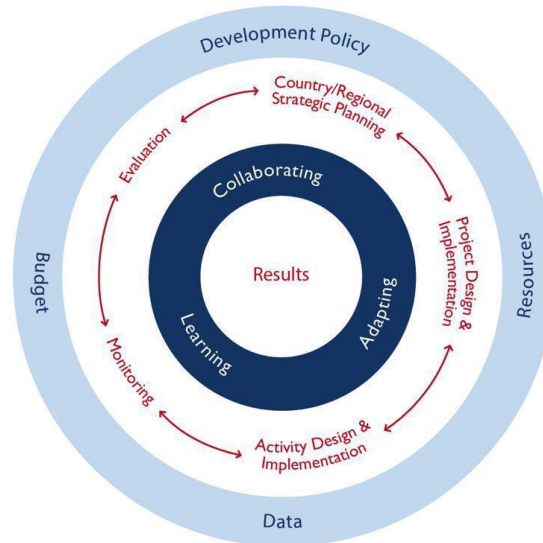 Development Policy
Country/Regional
Strategic Planning
Evaluation
Collaborating
Budget
Results
Project Design &
Implementation
Resources
Adapting
Learning
Monitoring
Activity Design &
Implementation
Data